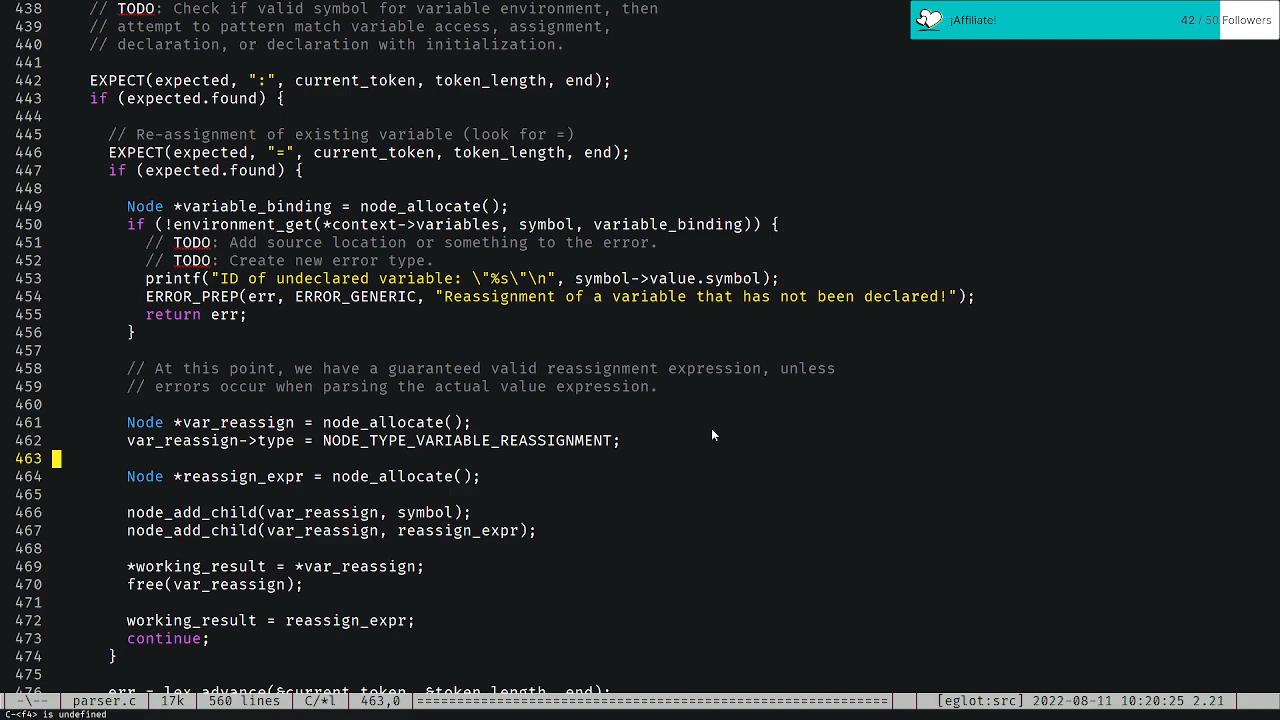 438 // TODO: Check if valid symbol for variable environment, then
439 // attempt to pattern match variable access, assignment,
440 // declaration, or declaration with initialization.
441
442 EXPECT(expected, ":", current_token, token_length, end);
443 if (expected.found) {
444
445 // Re-assignment of existing variable (look for =)
446 EXPECT(expected, "=", current_token, token_length, end);
447 if (expected.found) {
448
449 Node *variable_binding = node_allocate();
450 if (!environment_get(*context->variables, symbol, variable_binding)) {
451 // TODO: Add source location or something to the error.
452 // TODO: Create new error type.
453 printf("ID of undeclared variable: \"%s\"\n", symbol->value.symbol);
454 ERROR_PREP(err, ERROR_GENERIC, "Reassignment of a variable that has not been declared!");
455 return err;
456 }
457
458 // At this point, we have a guaranteed valid reassignment expression, unless
459 // errors occur when parsing the actual value expression.
460
461 Node *var_reassign = node_allocate();
462 var_reassign->type = NODE_TYPE_VARIABLE_REASSIGNMENT;
463
464 Node *reassign_expr = node_allocate();
465
466 node_add_child(var_reassign, symbol);
467 node_add_child(var_reassign, reassign_expr);
468
469 *working_result = *var_reassign;
470 free(var_reassign);
471
472 working_result = reassign_expr;
473 continue;
474 }
475
476 err = lex_advance(&current_token, &token_length, end);
¡Affiliate! 42 / 50 Followers
-\-- parser.c 17k 560 lines C/*l 463,0 [eglot:src] 2022-08-11 10:20:25 2.21
C-<f4> is undefined